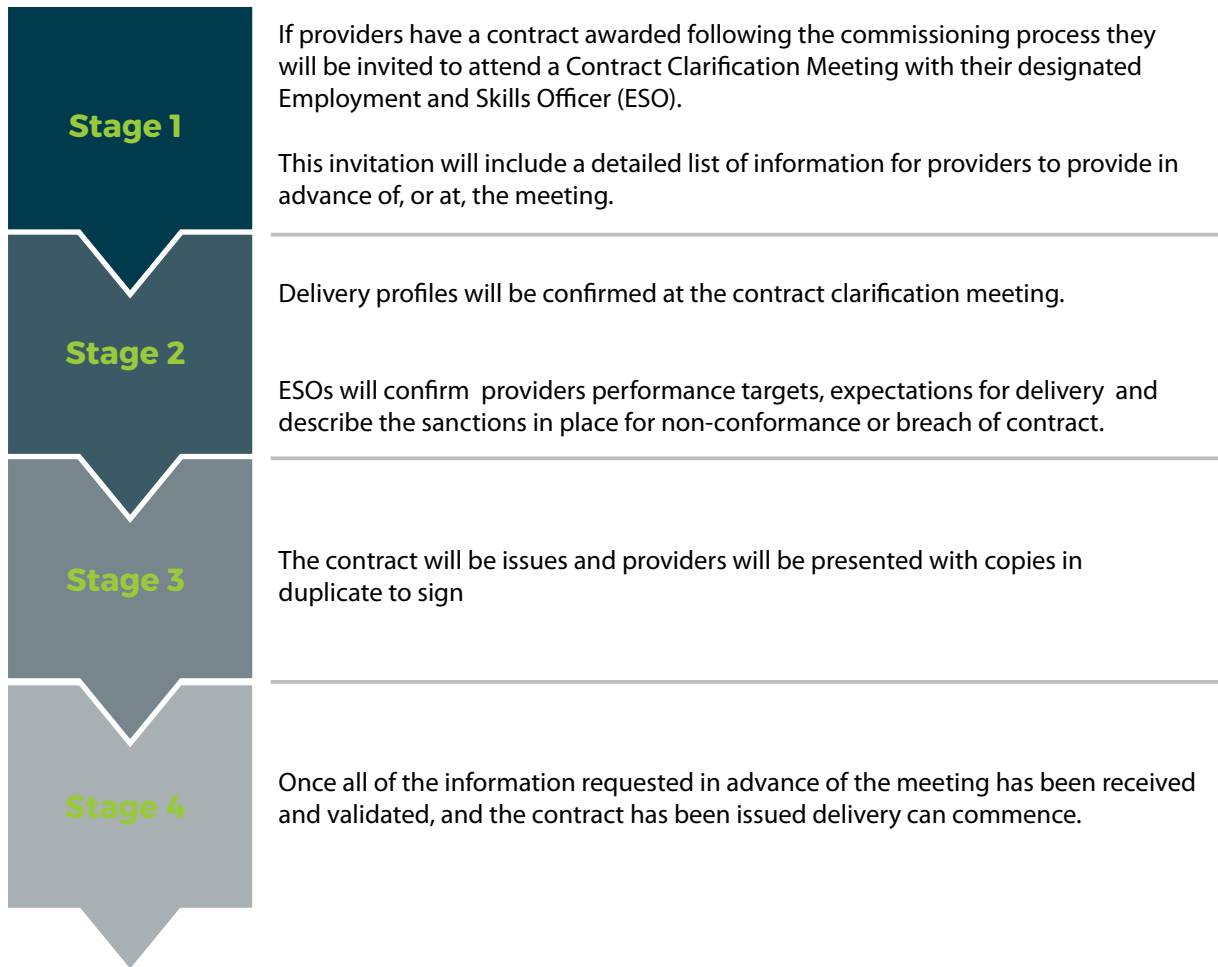 Stage 1
If providers have a contract awarded following the commissioning process they
will be invited to attend a Contract Clarification Meeting with their designated
Employment and Skills Officer (ESO).
This invitation will include a detailed list of information for providers to provide in
advance of, or at, the meeting.
Stage 2
Delivery profiles will be confirmed at the contract clarification meeting.
ESOs will confirm  providers performance targets, expectations for delivery  and
describe the sanctions in place for non-conformance or breach of contract.
Stage 3
The contract will be issues and providers will be presented with copies in
duplicate to sign
Stage 4
Once all of the information requested in advance of the meeting has been received
and validated, and the contract has been issued delivery can commence.